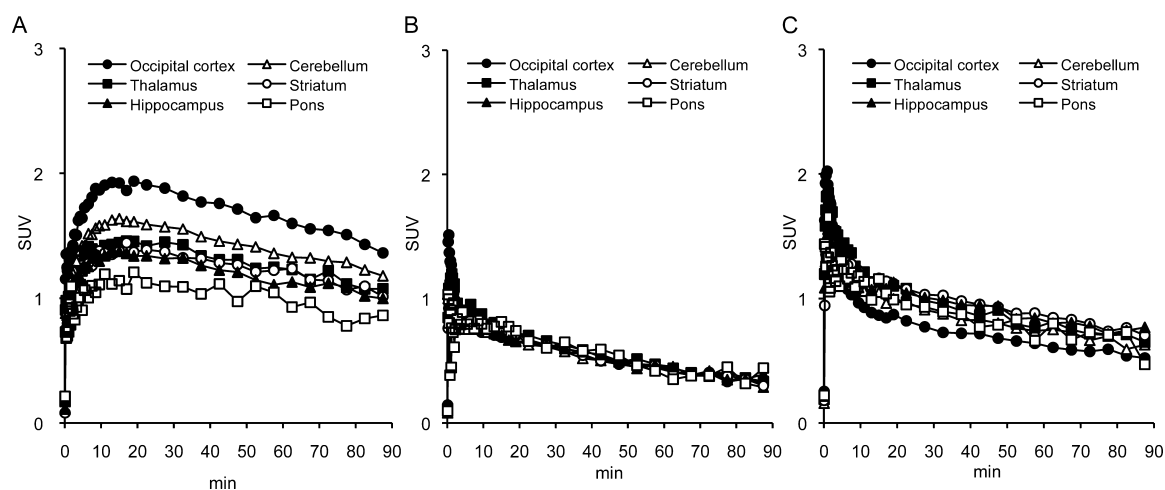 A
3
Occipital cortex
Cerebellum
Thalamus
Striatum
Hippocampus
Pons
2
SUV
1
0
0 10 20 30 40 50 60 70 80 90
min
B
3
Occipital cortex
Cerebellum
Thalamus
Striatum
Hippocampus
Pons
2
SUV
1
0
0 10 20 30 40 50 60 70 80 90
min
C
3
Occipital cortex
Cerebellum
Thalamus
Striatum
Hippocampus
Pons
2
SUV
1
0
0 10 20 30 40 50 60 70 80 90
min